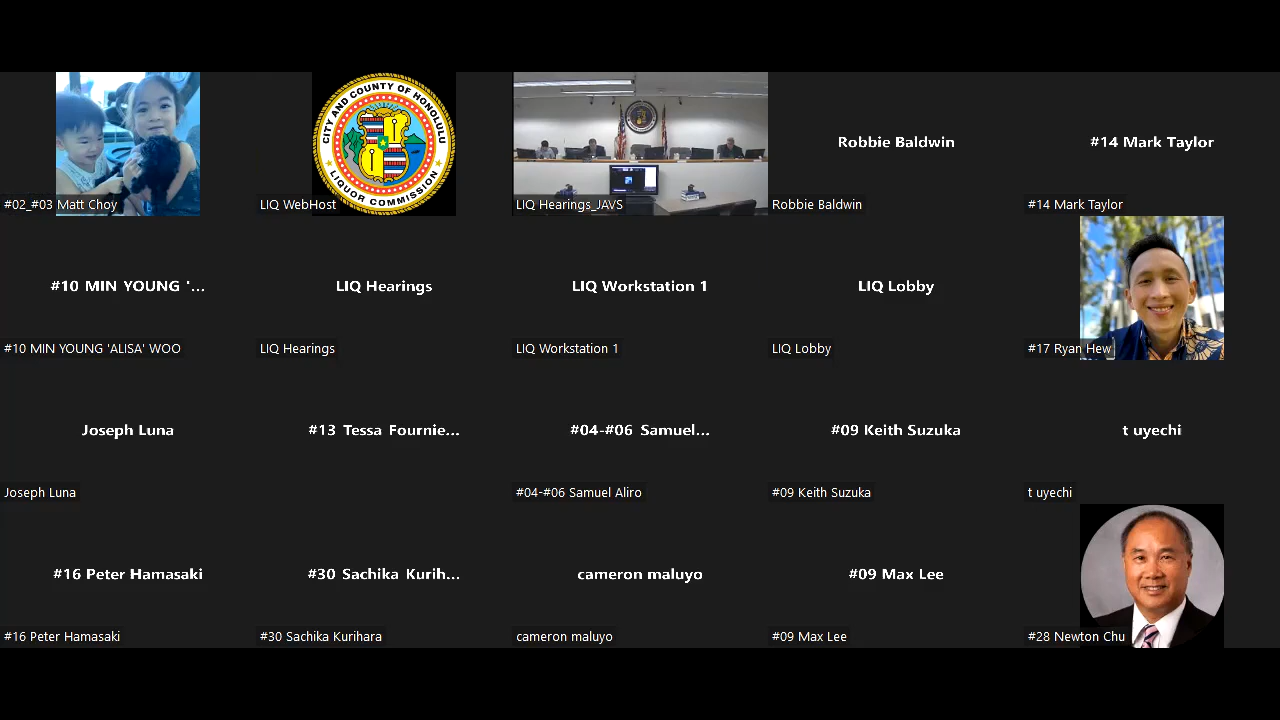 #02_#03 Matt Choy
CITY AND COUNTY OF HONOLULU
LIQUOR COMMISSION
LIQ WebHost
LIQ Hearings_JAVS
Robbie Baldwin
Robbie Baldwin
#14 Mark Taylor
#14 Mark Taylor
#10 MIN YOUNG '...
#10 MIN YOUNG 'ALISA' WOO
LIQ Hearings
LIQ Hearings
LIQ Workstation 1
LIQ Workstation 1
LIQ Lobby
LIQ Lobby
#17 Ryan Hew
Joseph Luna
Joseph Luna
#13 Tessa Fournie...
#04-#06 Samuel...
#04-#06 Samuel Aliro
#09 Keith Suzuka
#09 Keith Suzuka
t uyechi
t uyechi
#16 Peter Hamasaki
#16 Peter Hamasaki
#30 Sachika Kurih...
#30 Sachika Kurihara
cameron maluyo
cameron maluyo
#09 Max Lee
#09 Max Lee
#28 Newton Chu